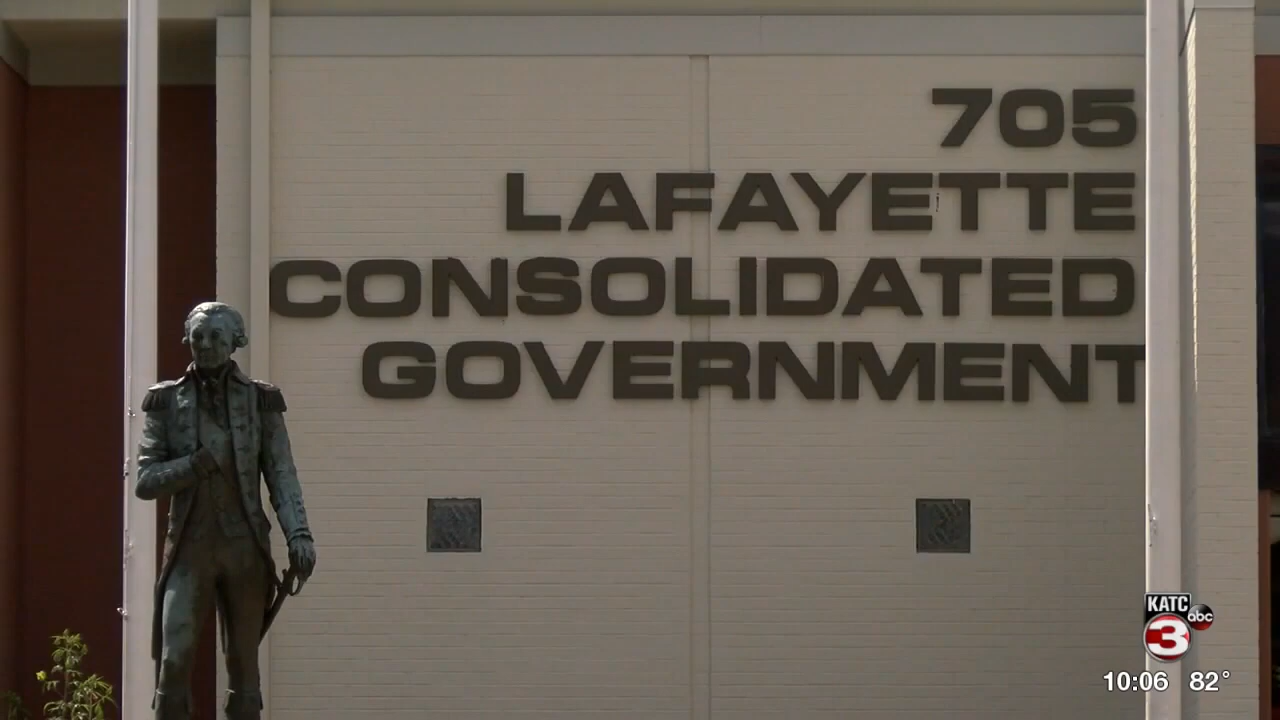 705
LAFAYETTE
CONSOLIDATED
GOVERNMENT
KATC
abc
3
10:06 82°